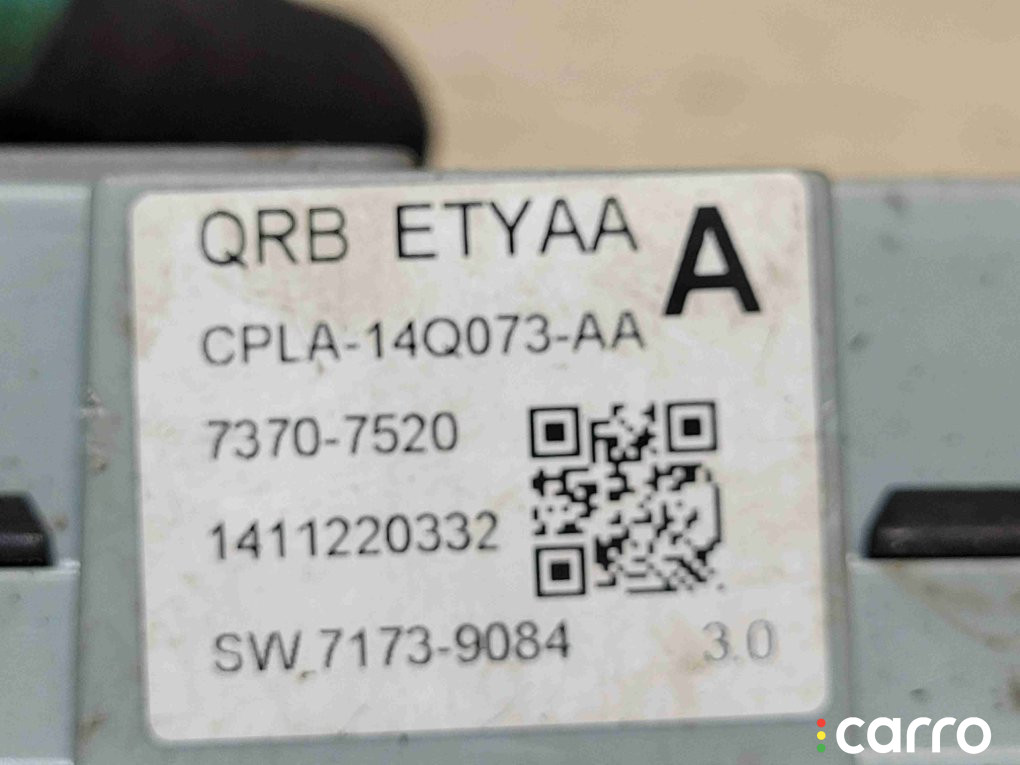 QRB ETYAA A
CPLA-14Q073-AA
7370-7520
1411220332
SW 7173-9084 3.0
carro